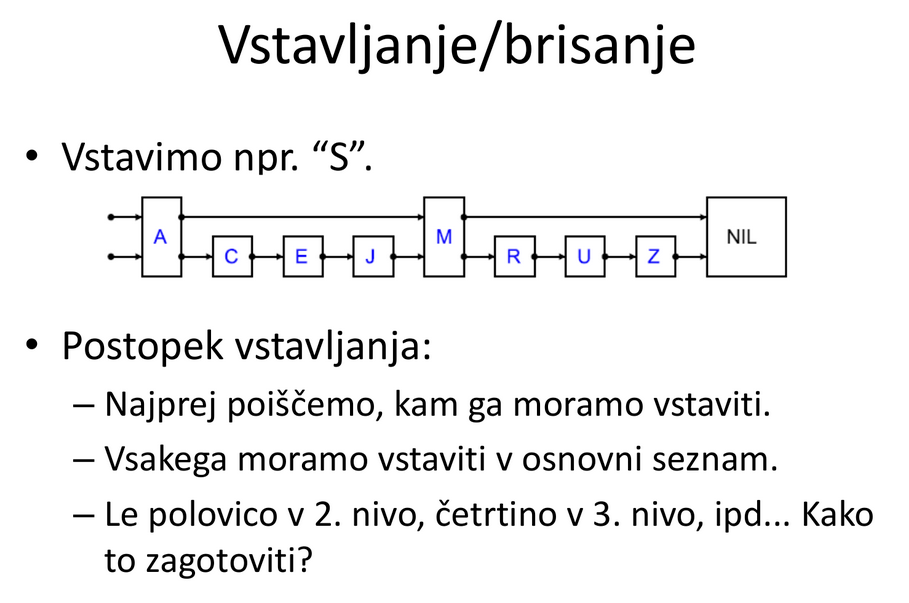 Vstavljanje/brisanje
• Vstavimo npr. “S”.
A C E J M R U Z NIL
• Postopek vstavljanja:
– Najprej poiščemo, kam ga moramo vstaviti.
– Vsakega moramo vstaviti v osnovni seznam.
– Le polovico v 2. nivo, četrtino v 3. nivo, ipd... Kako
to zagotoviti?